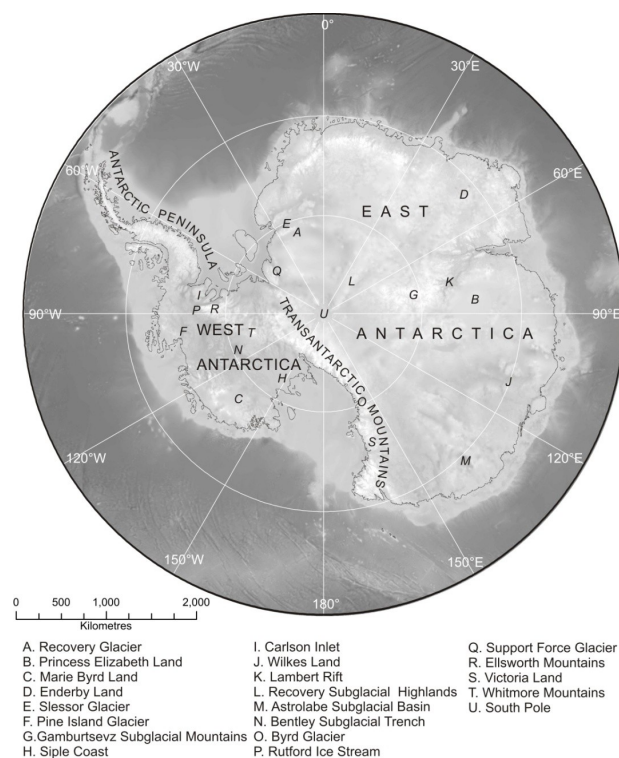 0°
30°W
30°E
60°W
60°E
ANTARCTIC PENINSULA
D
EAST
E
A
Q
L
K
I
G
B
P R
TRANSANTARCTIC MOUNTAINS
U
90°W
90°E
F
WEST T
ANTARCTICA
N
ANTARCTICA
H
J
C
O
S
M
120°W
120°E
150°W
150°E
180°
0 500 1,000 2,000
Kilometres
A. Recovery Glacier
B. Princess Elizabeth Land
C. Marie Byrd Land
D. Enderby Land
E. Slessor Glacier
F. Pine Island Glacier
G.Gamburtsevz Subglacial Mountains
H. Siple Coast
I. Carlson Inlet
J. Wilkes Land
K. Lambert Rift
L. Recovery Subglacial Highlands
M. Astrolabe Subglacial Basin
N. Bentley Subglacial Trench
O. Byrd Glacier
P. Rutford Ice Stream
Q. Support Force Glacier
R. Ellsworth Mountains
S. Victoria Land
T. Whitmore Mountains
U. South Pole